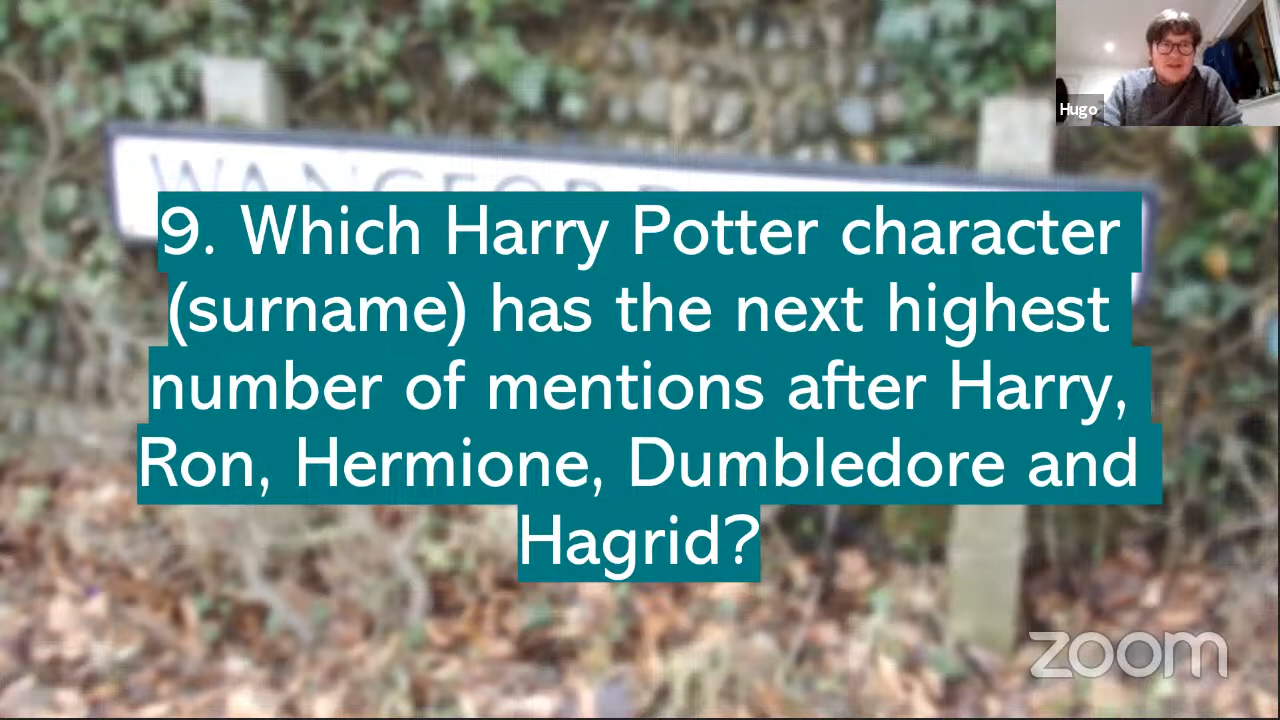 Hugo
WANGFORD
9. Which Harry Potter character
(surname) has the next highest
number of mentions after Harry,
Ron, Hermione, Dumbledore and
Hagrid?
zoom